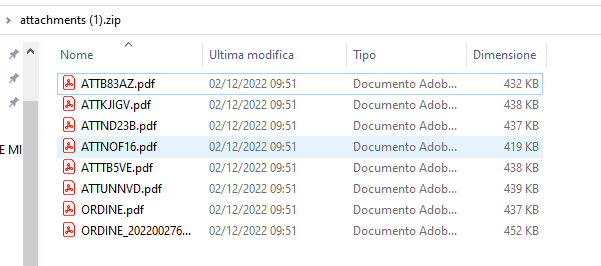 attachments (1).zip
Nome Ultima modifica Tipo Dimensione
ATTB83AZ.pdf 02/12/2022 09:51 Documento Adob... 432 KB
ATTKJIGV.pdf 02/12/2022 09:51 Documento Adob... 438 KB
ATTND23B.pdf 02/12/2022 09:51 Documento Adob... 437 KB
E MI ATTNOF16.pdf 02/12/2022 09:51 Documento Adob... 419 KB
ATTTB5VE.pdf 02/12/2022 09:51 Documento Adob... 438 KB
ATTUNNVD.pdf 02/12/2022 09:51 Documento Adob... 439 KB
ORDINE.pdf 02/12/2022 09:51 Documento Adob... 437 KB
ORDINE_202200276... 02/12/2022 09:51 Documento Adob... 452 KB